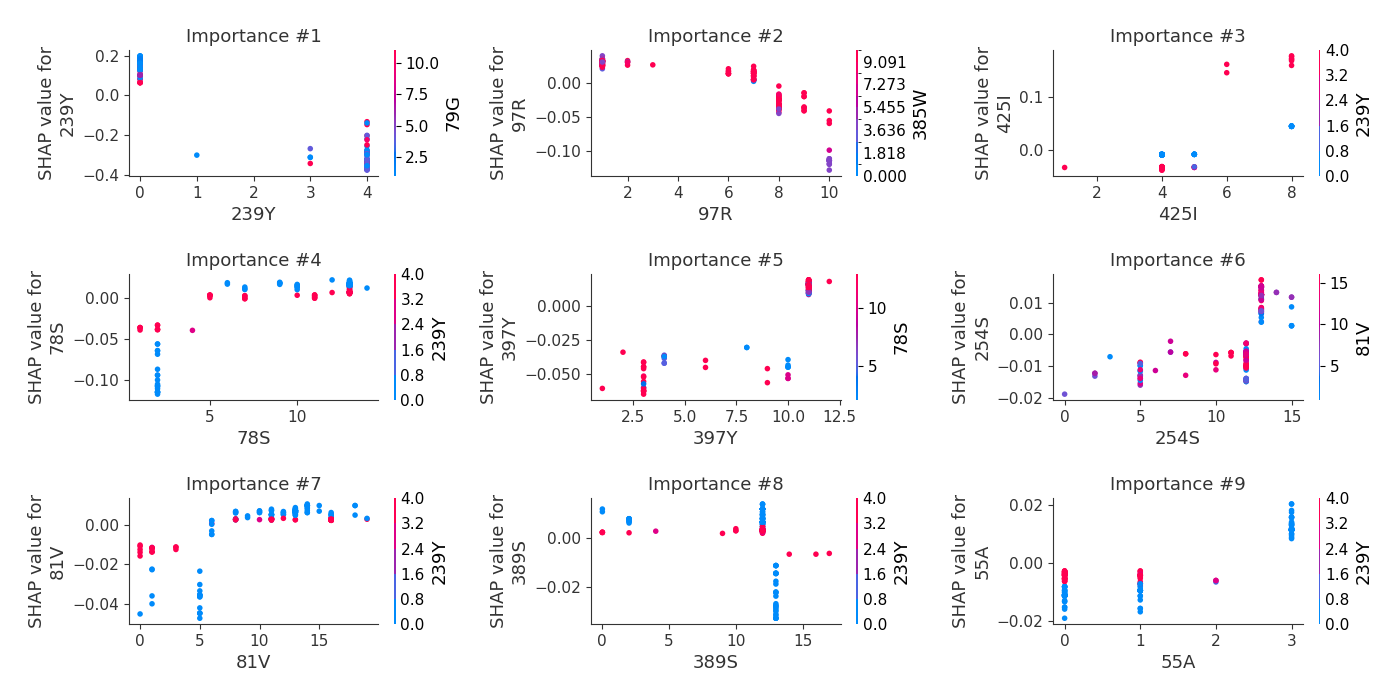 Importance #1
SHAP value for
239Y
0.2
0.0
−0.2
−0.4
0
1
2
3
4
239Y
10.0
7.5
5.0
2.5
79G
Importance #2
SHAP value for
97R
0.00
−0.05
−0.10
2
4
6
8
10
97R
9.091
7.273
5.455
3.636
1.818
0.000
385W
Importance #3
SHAP value for
425I
0.1
0.0
2
4
6
8
425I
4.0
3.2
2.4
1.6
0.8
0.0
239Y
Importance #4
SHAP value for
78S
0.00
−0.05
−0.10
5
10
78S
4.0
3.2
2.4
1.6
0.8
0.0
239Y
Importance #5
SHAP value for
397Y
0.000
−0.025
−0.050
2.5
5.0
7.5
10.0
12.5
397Y
10
5
78S
Importance #6
SHAP value for
254S
0.01
0.00
−0.01
−0.02
0
5
10
15
254S
15
10
5
81V
Importance #7
SHAP value for
81V
0.00
−0.02
−0.04
0
5
10
15
81V
4.0
3.2
2.4
1.6
0.8
0.0
239Y
Importance #8
SHAP value for
389S
0.00
−0.02
0
5
10
15
389S
4.0
3.2
2.4
1.6
0.8
0.0
239Y
Importance #9
SHAP value for
55A
0.02
0.00
−0.02
0
1
2
3
55A
4.0
3.2
2.4
1.6
0.8
0.0
239Y